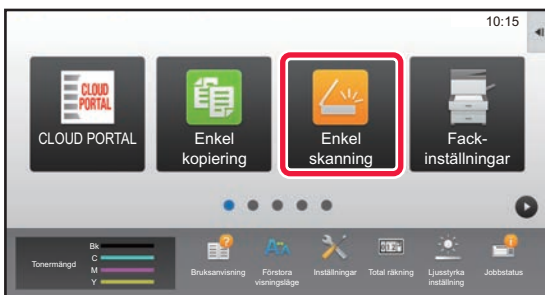 10:15
CLOUD
PORTAL
CLOUD PORTAL
Enkel
kopiering
Enkel
skanning
Fack-
inställningar
Tonermängd
Bk
C
M
Y
Bruksanvisning
Förstora
visningsläge
Inställningar
Total räkning
Ljusstyrka
inställning
Jobbstatus